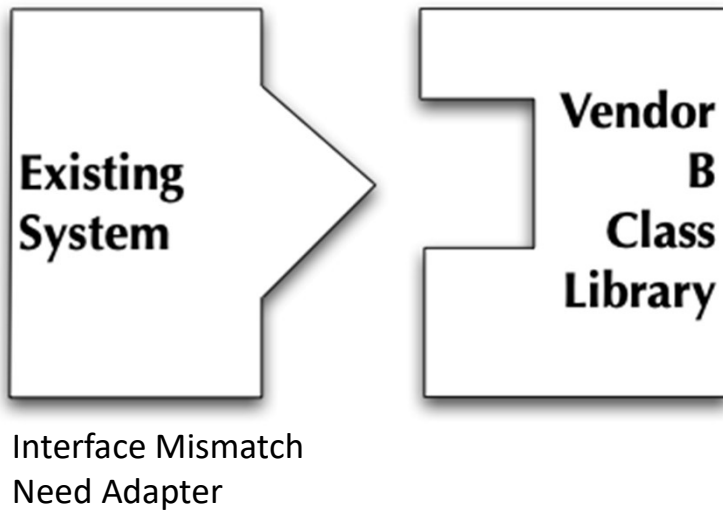 Existing
System
Vendor
B
Class
Library
Interface Mismatch
Need Adapter